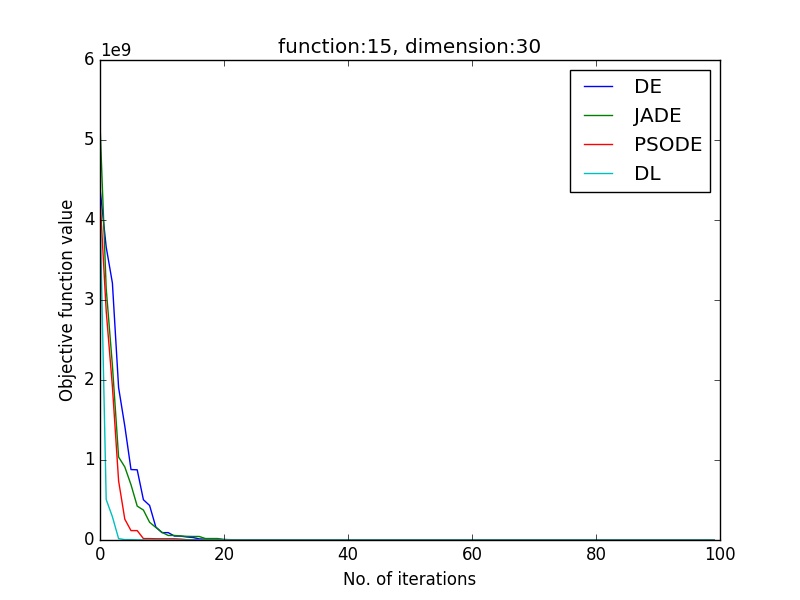 function:15, dimension:30
1e9
6
5
4
3
2
1
0
Objective function value
DE
JADE
PSODE
DL
0 20 40 60 80 100
No. of iterations